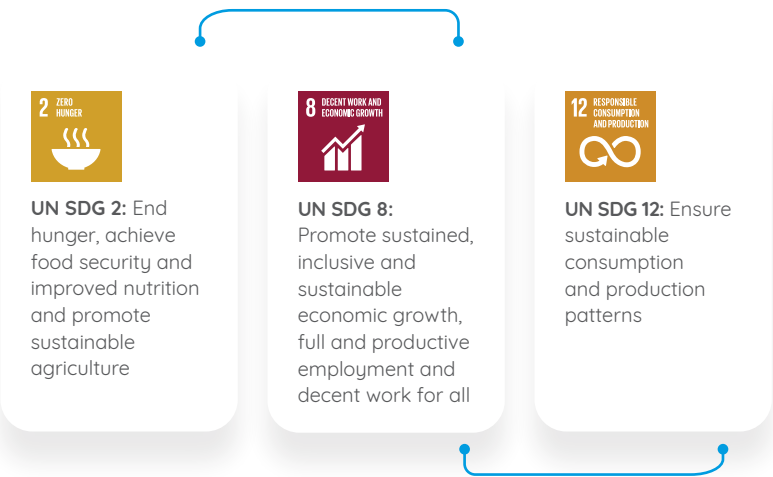 2 ZERO
HUNGER
UN SDG 2: End
hunger, achieve
food security and
improved nutrition
and promote
sustainable
agriculture
8 DECENT WORK AND
ECONOMIC GROWTH
UN SDG 8:
Promote sustained,
inclusive and
sustainable
economic growth,
full and productive
employment and
decent work for all
12 RESPONSIBLE
CONSUMPTION
AND PRODUCTION
UN SDG 12: Ensure
sustainable
consumption
and production
patterns